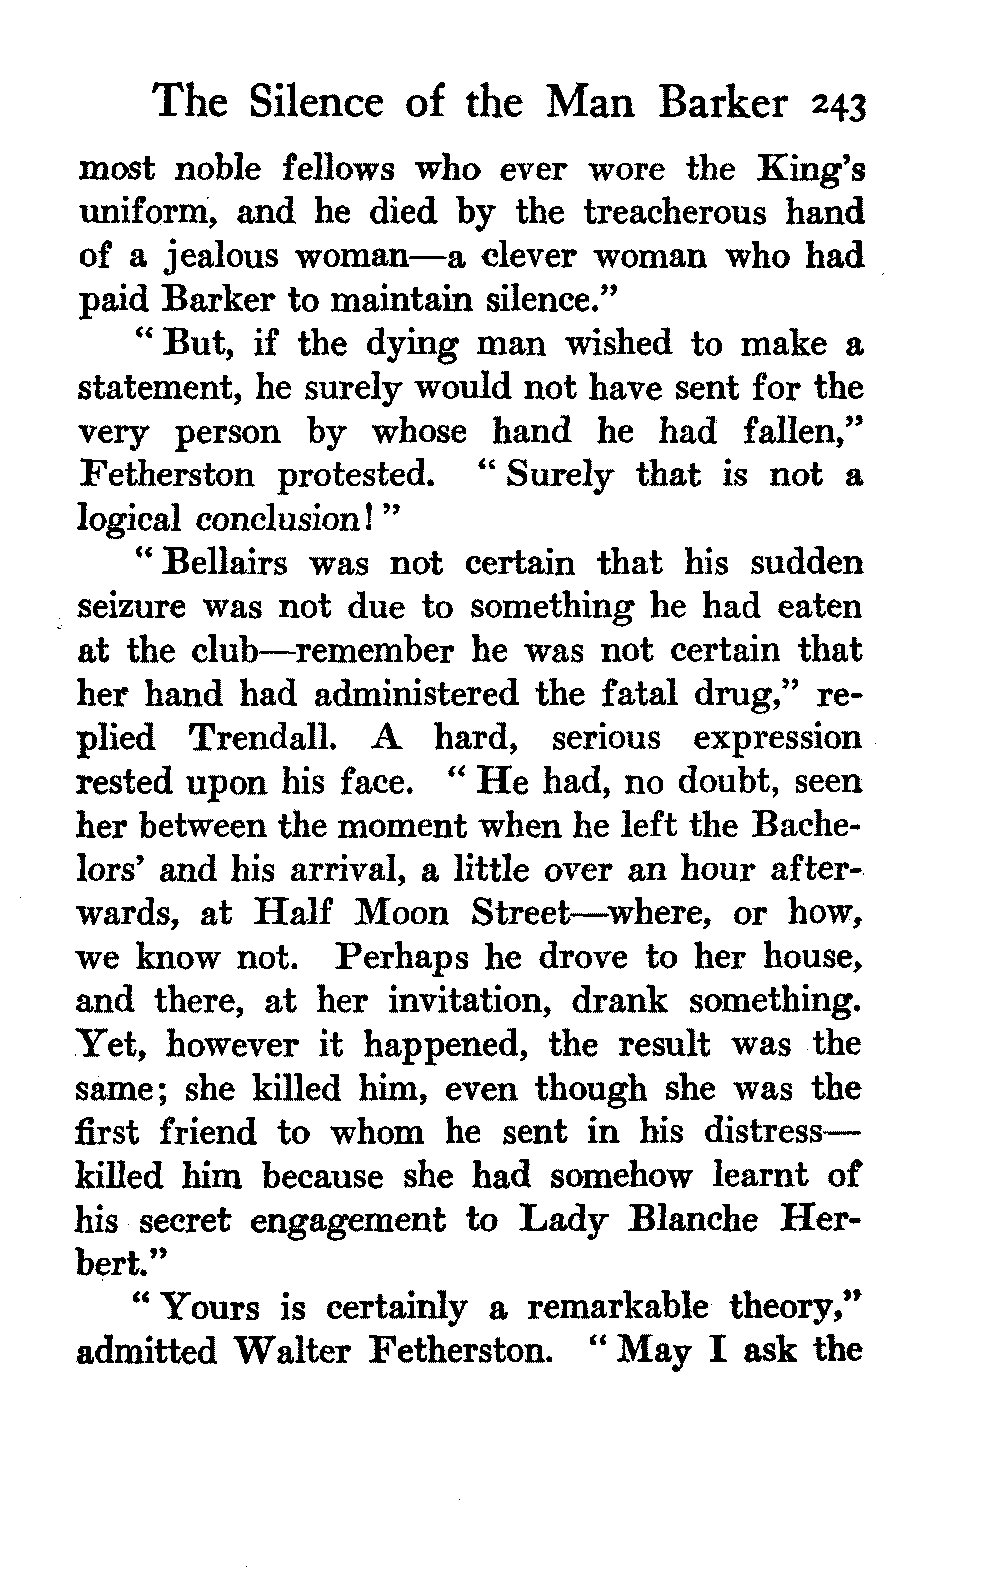 The Silence of the Man Barker 243
most noble fellows who ever wore the King's
uniform, and he died by the treacherous hand
of a jealous woman—a clever woman who had
paid Barker to maintain silence."
"But, if the dying man wished to make a
statement, he surely would not have sent for the
very person by whose hand he had fallen,"
Fetherston protested. "Surely that is not a
logical conclusion!"
"Bellairs was not certain that his sudden
seizure was not due to something he had eaten
at the club—remember he was not certain that
her hand had administered the fatal drug," re-
plied Trendall. A hard, serious expression
rested upon his face. "He had, no doubt, seen
her between the moment when he left the Bache-
lors' and his arrival, a little over an hour after-
wards, at Half Moon Street—where, or how,
we know not. Perhaps he drove to her house,
and there, at her invitation, drank something.
Yet, however it happened, the result was the
same; she killed him, even though she was the
first friend to whom he sent in his distress—
killed him because she had somehow learnt of
his secret engagement to Lady Blanche Her-
bert."
"Yours is certainly a remarkable theory,"
admitted Walter Fetherston. "May I ask the